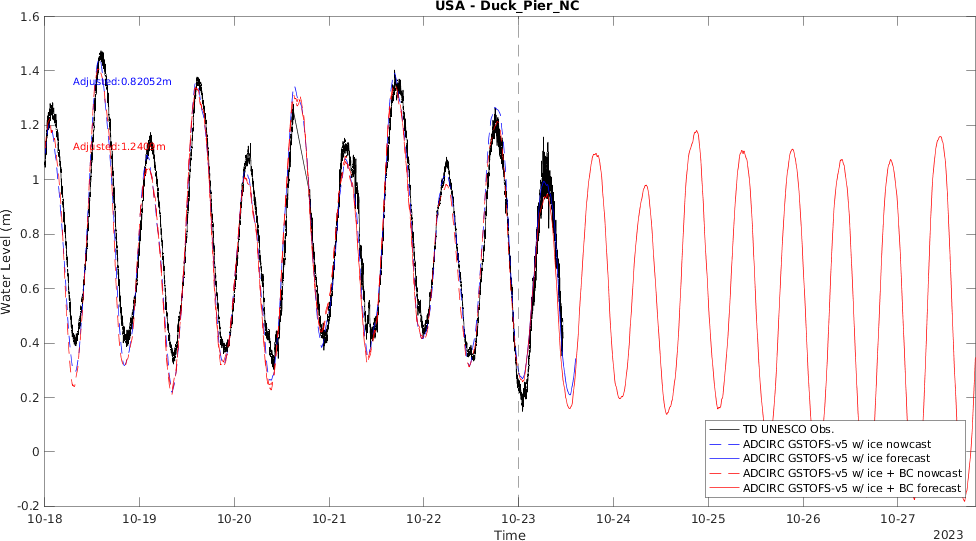 USA - Duck_Pier_NC
Water Level (m)
1.6
1.4
1.2
1
0.8
0.6
0.4
0.2
0
-0.2
Adjusted:0.82052m
Adjusted:1.2409m
TD UNESCO Obs.
ADCIRC GSTOFS-v5 w/ ice nowcast
ADCIRC GSTOFS-v5 w/ ice forecast
ADCIRC GSTOFS-v5 w/ ice + BC nowcast
ADCIRC GSTOFS-v5 w/ ice + BC forecast
10-18 10-19 10-20 10-21 10-22 10-23 10-24 10-25 10-26 10-27
Time
2023